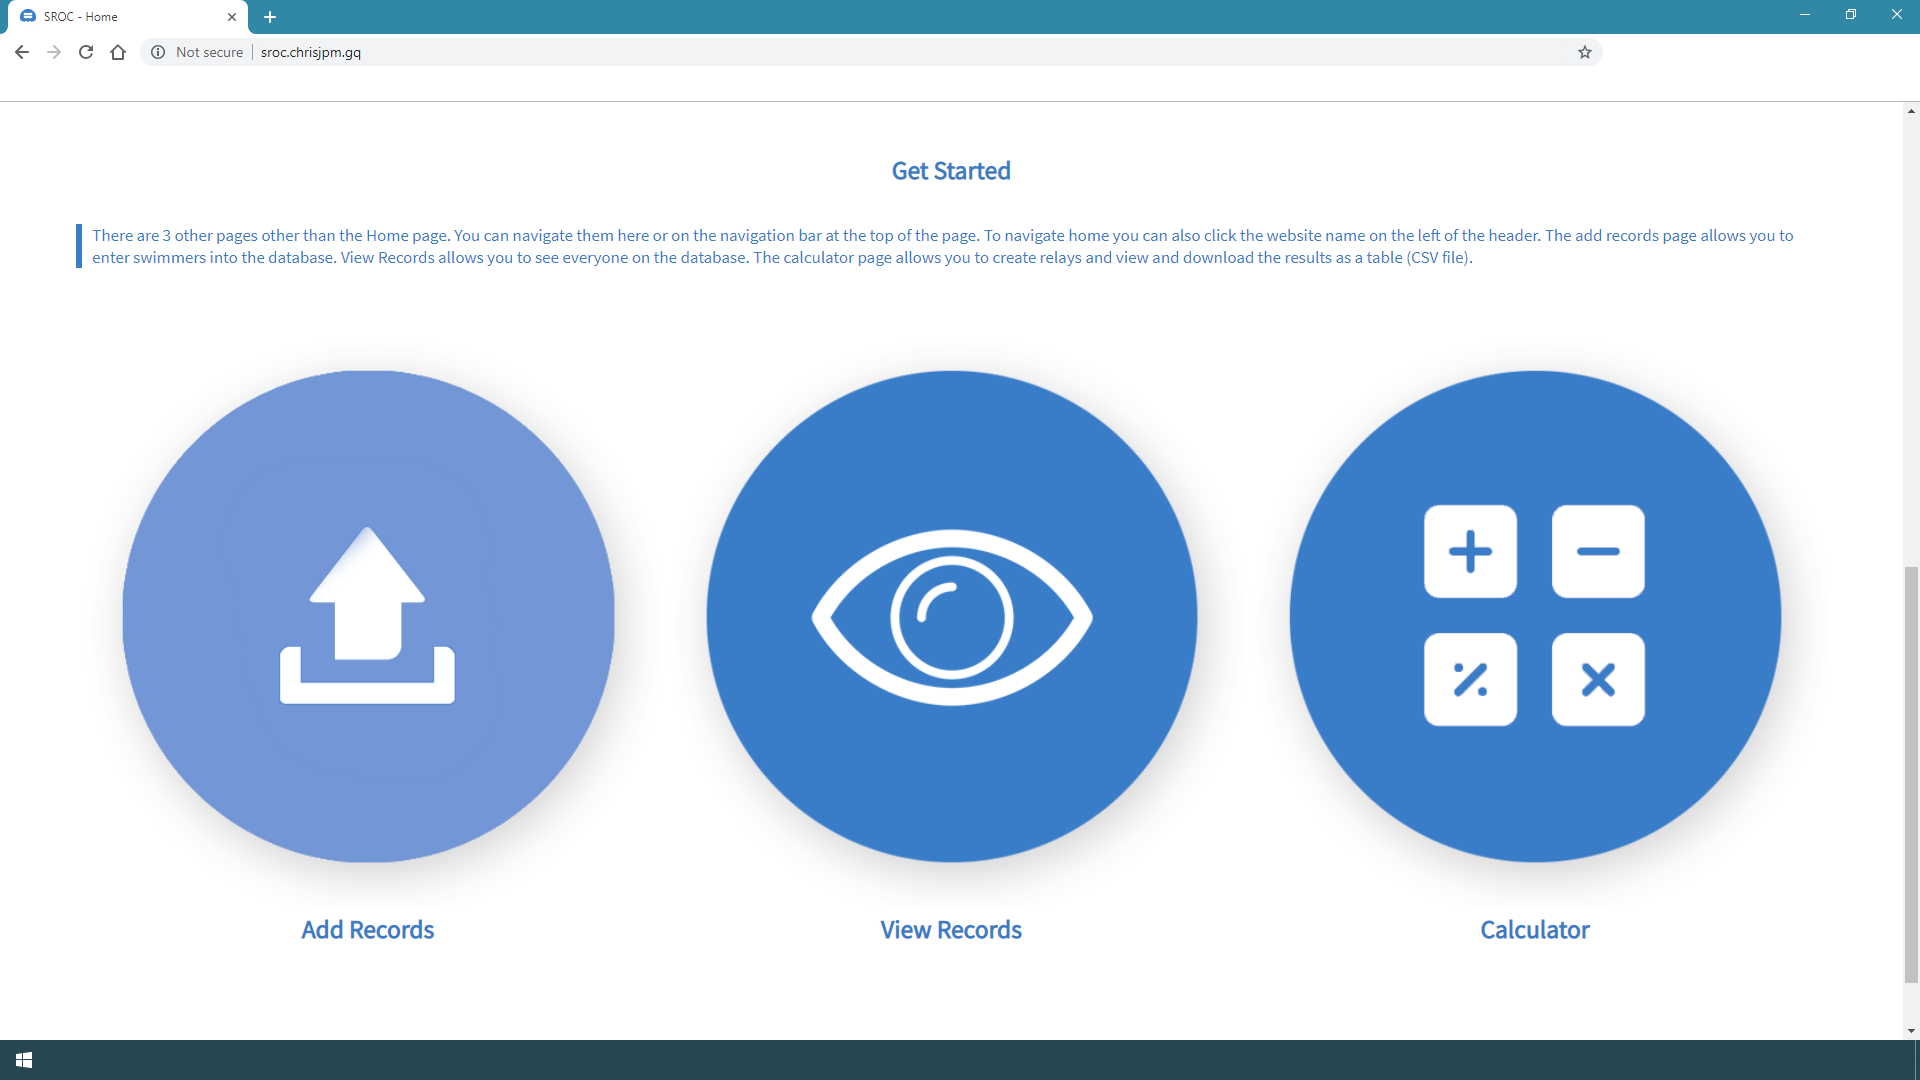 SROC - Home
Not secure
sroc.chrisjpm.gq
Get Started
There are 3 other pages other than the Home page. You can navigate them here or on the navigation bar at the top of the page. To navigate home you can also click the website name on the left of the header. The add records page allows you to
enter swimmers into the database. View Records allows you to see everyone on the database. The calculator page allows you to create relays and view and download the results as a table (CSV file).
Add Records
View Records
Calculator